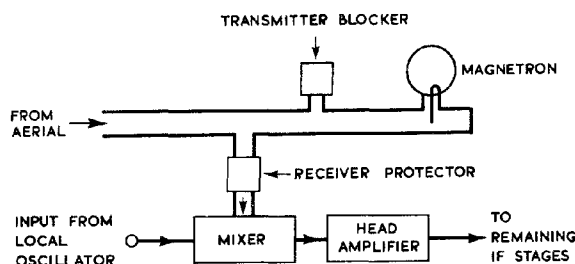 TRANSMITTER BLOCKER
MAGNETRON
FROM
AERIAL
RECEIVER PROTECTOR
INPUT FROM
LOCAL
OSCILLATOR
MIXER
HEAD
AMPLIFIER
TO
REMAINING
IF STAGES